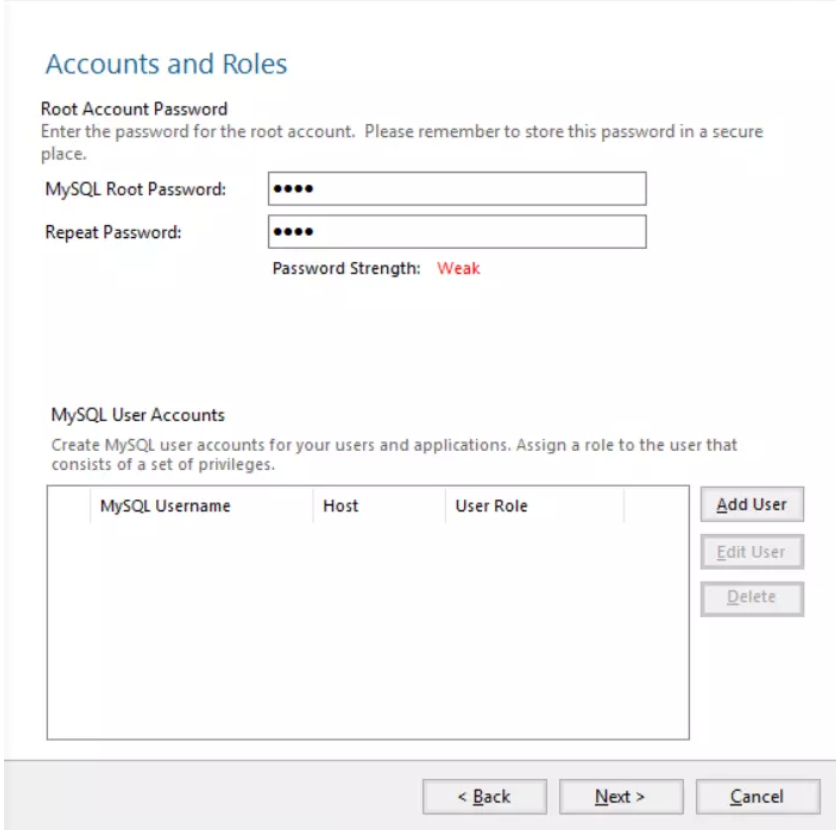 Accounts and Roles
Root Account Password
Enter the password for the root account.  Please remember to store this password in a secure
place.
MySQL Root Password: ●●●●
Repeat Password: ●●●●
Password Strength: Weak
MySQL User Accounts
Create MySQL user accounts for your users and applications. Assign a role to the user that
consists of a set of privileges.
MySQL Username Host User Role
Add User
Edit User
Delete
< Back Next > Cancel